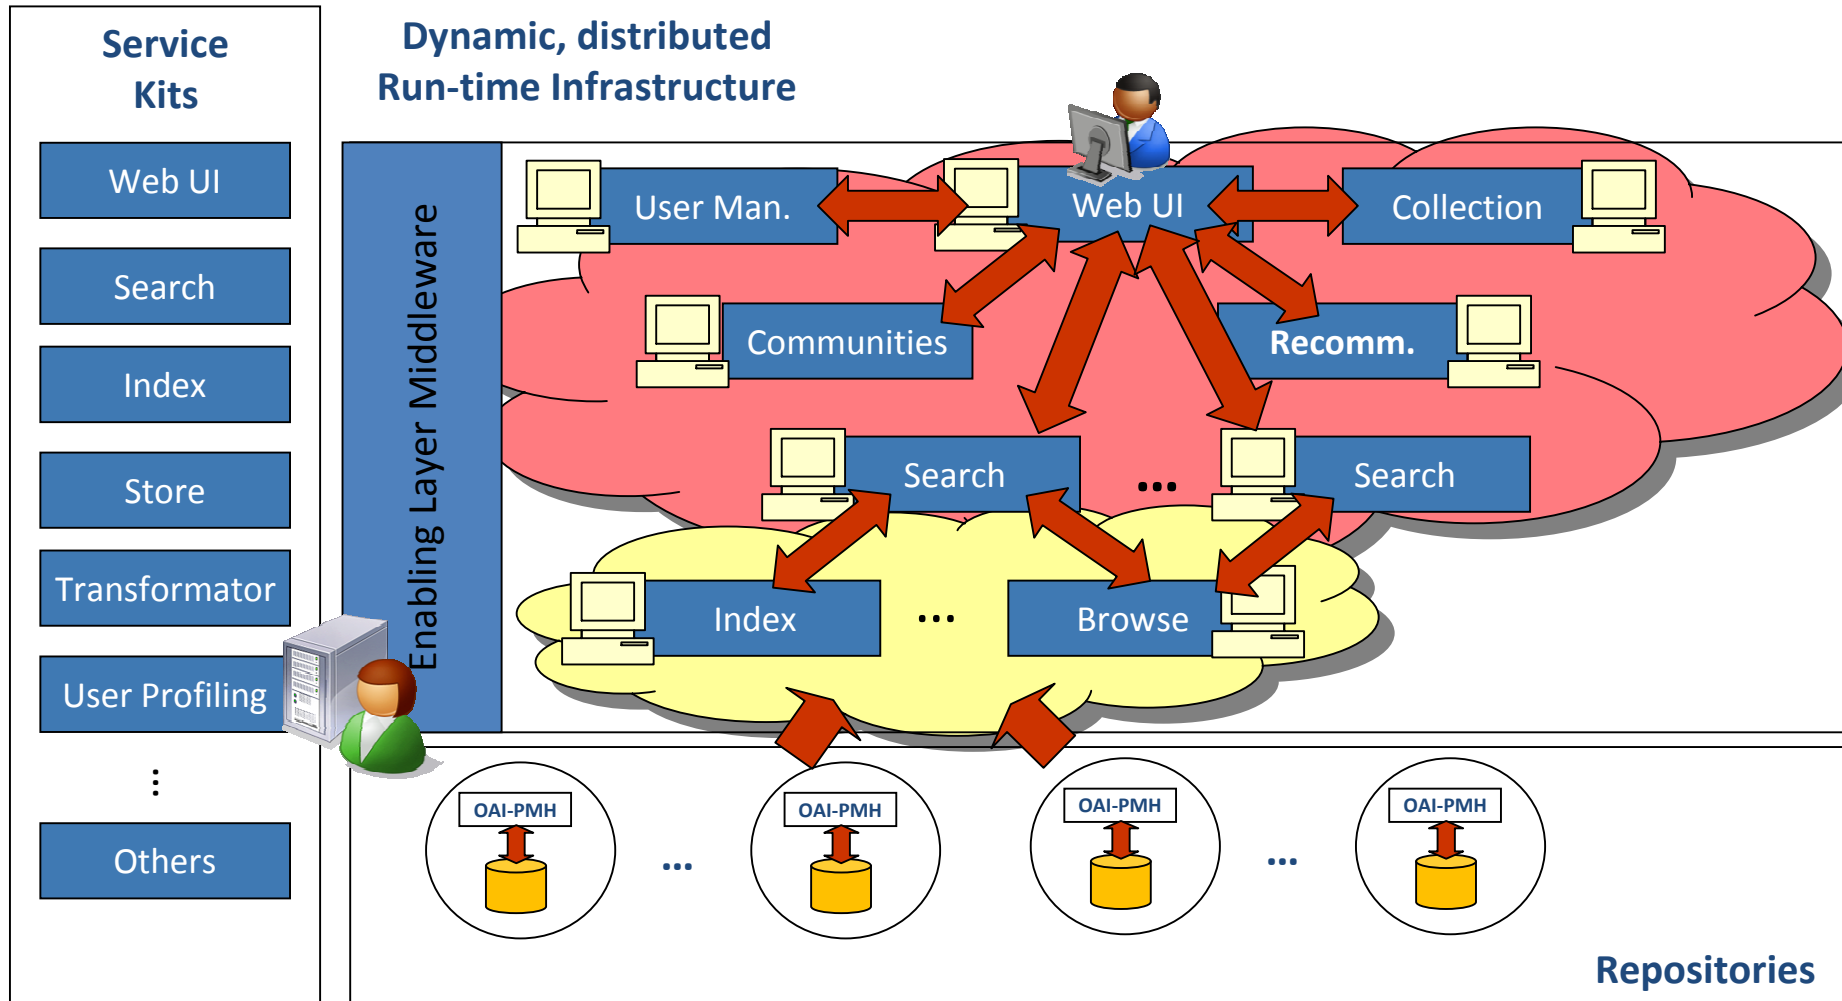 Service
Kits
Web UI
Search
Index
Store
Transformator
User Profiling
...
Others
Dynamic, distributed
Run-time Infrastructure
Enabling Layer Middleware
User Man.
Web UI
Collection
Communities
Recomm.
Search
...
Search
Index
...
Browse
OAI-PMH
...
OAI-PMH
OAI-PMH
...
OAI-PMH
Repositories